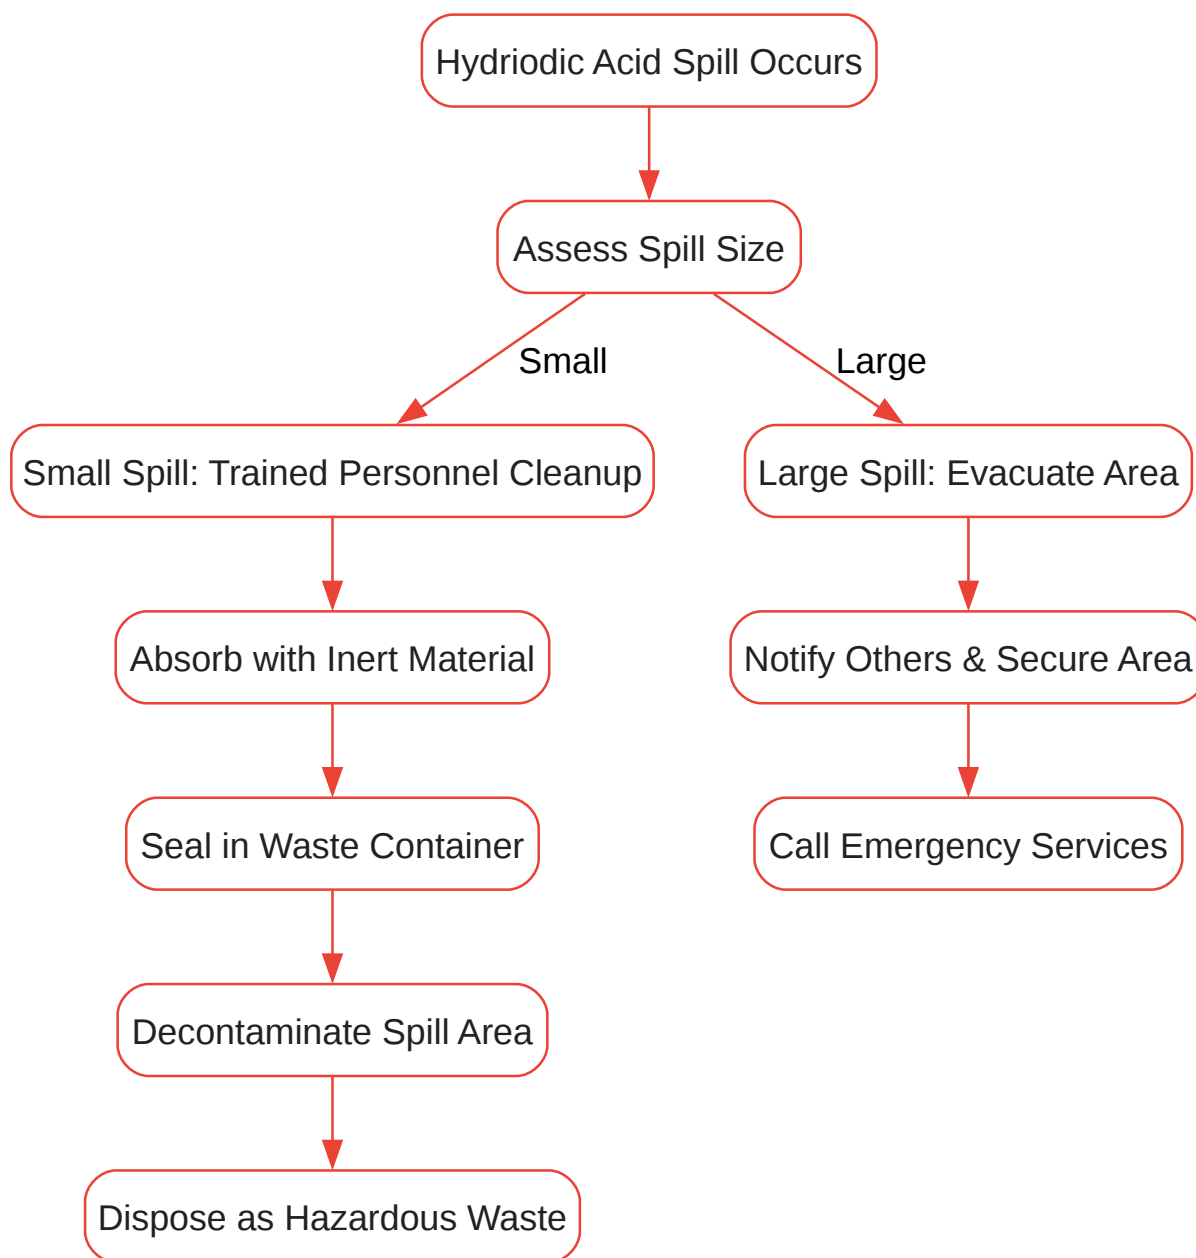 Hydriodic Acid Spill Occurs
Assess Spill Size
Small
Large
Small Spill: Trained Personnel Cleanup
Large Spill: Evacuate Area
Absorb with Inert Material
Notify Others & Secure Area
Seal in Waste Container
Call Emergency Services
Decontaminate Spill Area
Dispose as Hazardous Waste